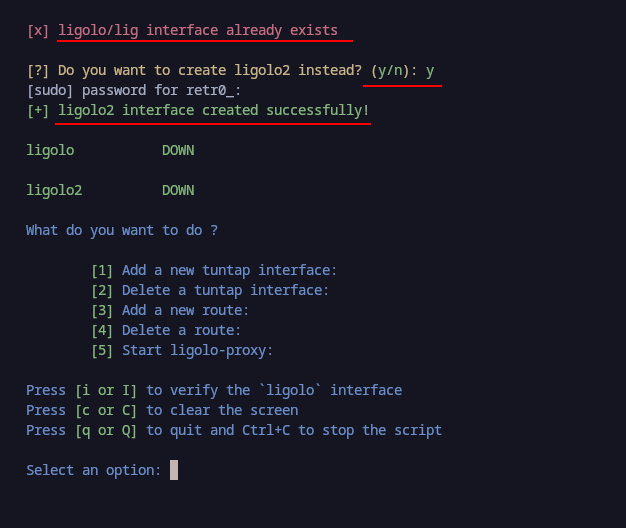 [x] ligolo/lig interface already exists
[?] Do you want to create ligolo2 instead? (y/n): y
[sudo] password for retr0_:
[+] ligolo2 interface created successfully!
ligolo DOWN
ligolo2 DOWN
What do you want to do ?
[1] Add a new tuntap interface:
[2] Delete a tuntap interface:
[3] Add a new route:
[4] Delete a route:
[5] Start ligolo-proxy:
Press [i or I] to verify the `ligolo` interface
Press [c or C] to clear the screen
Press [q or Q] to quit and Ctrl+C to stop the script
Select an option: